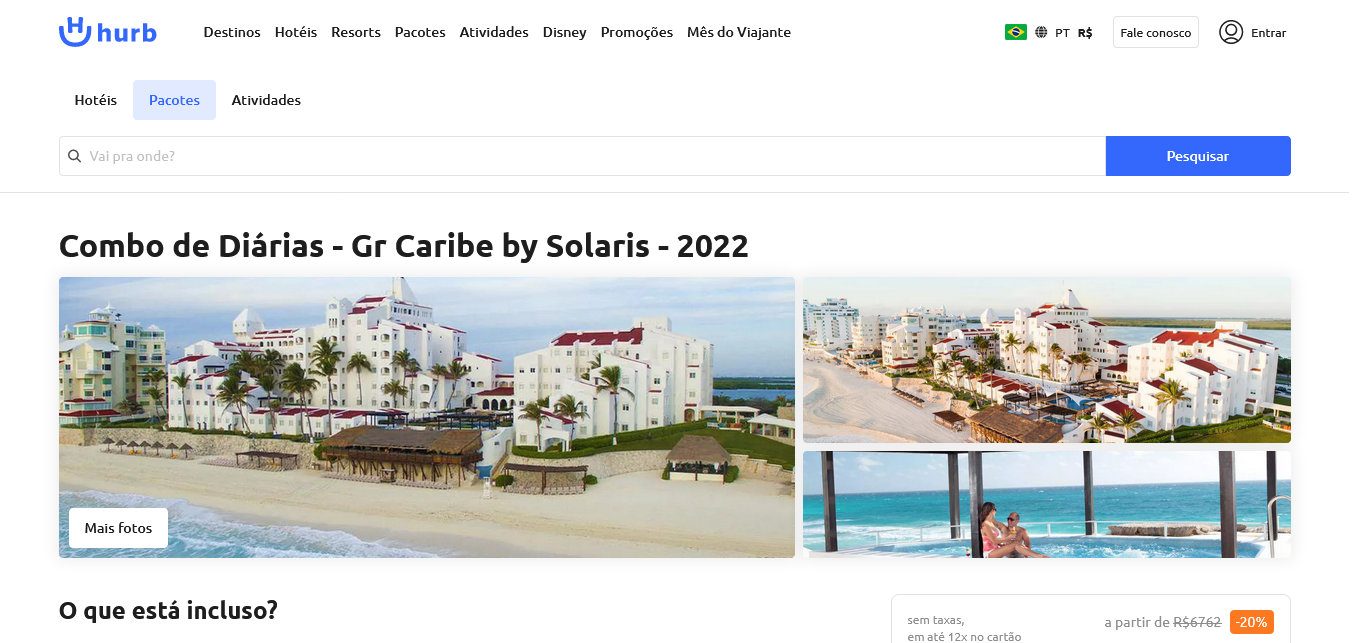 hurb Destinos Hotéis Resorts Pacotes Atividades Disney Promoções Mês do Viajante PT R$ Fale conosco Entrar
Hotéis Pacotes Atividades
Vai pra onde? Pesquisar
Combo de Diárias - Gr Caribe by Solaris - 2022
Mais fotos
O que está incluso?
sem taxas,
em até 12x no cartão
a partir de R$6762 -20%